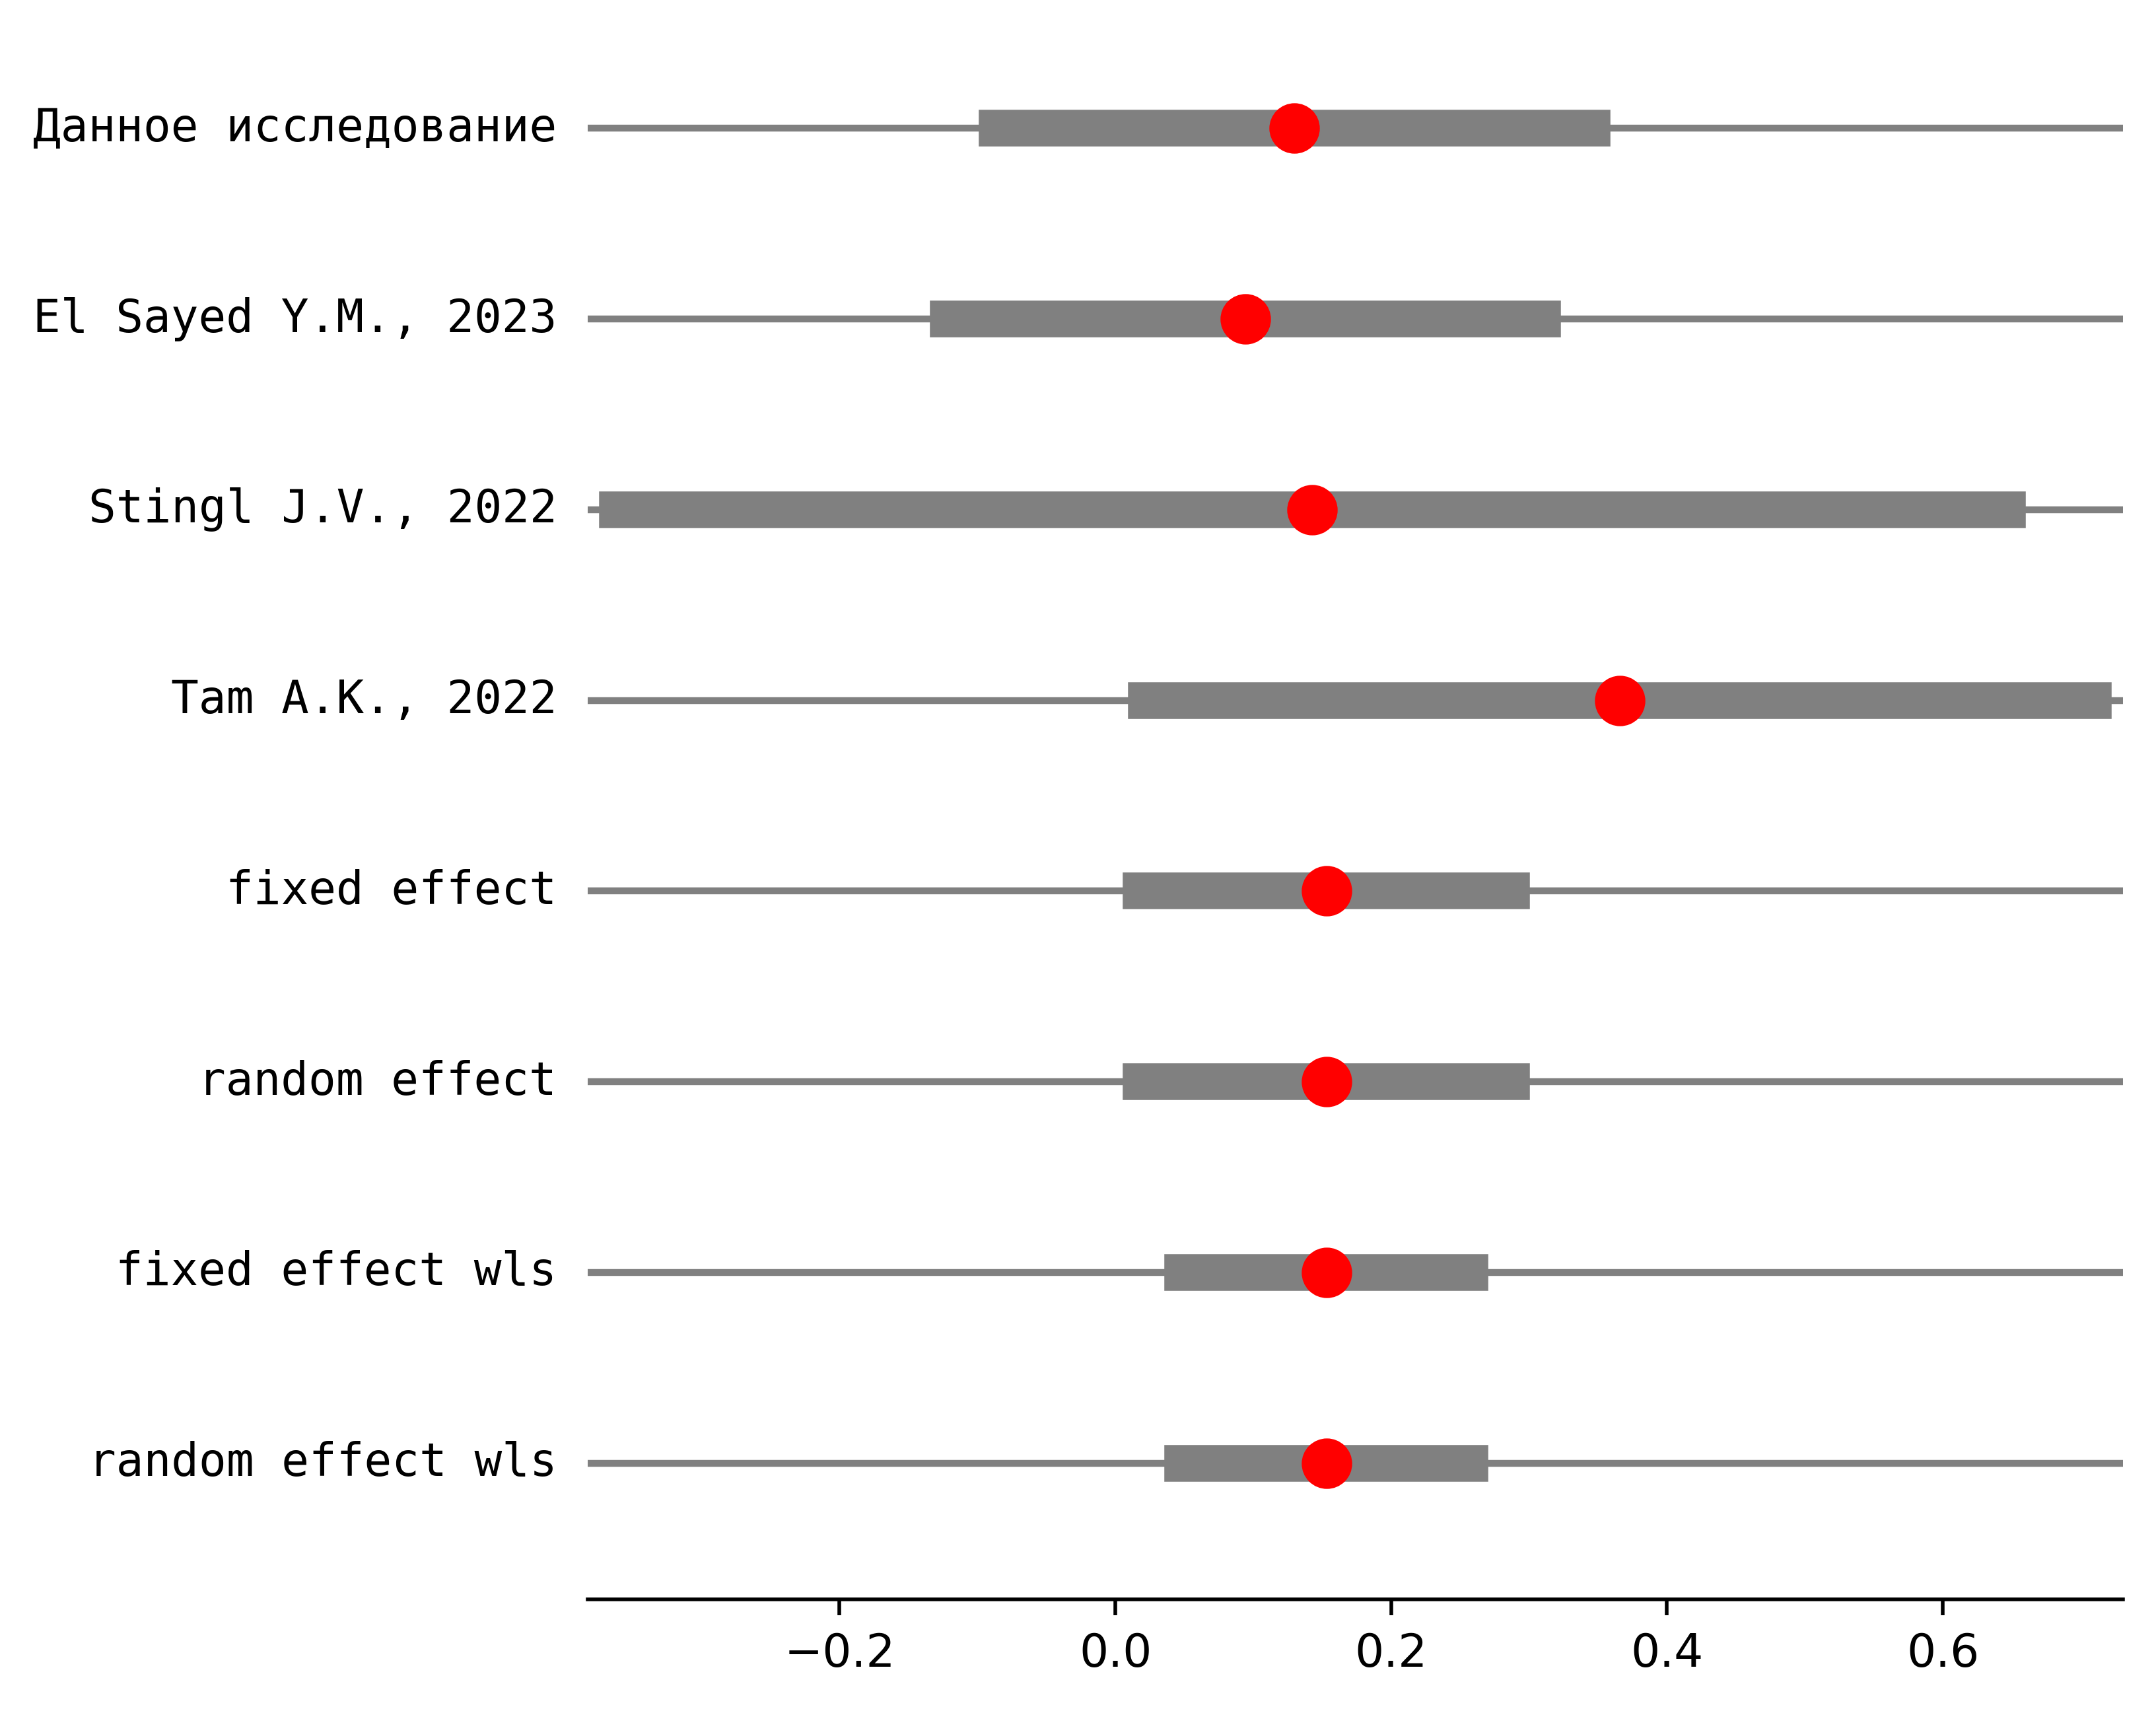 Данное исследование
El Sayed Y.M., 2023
Stingl J.V., 2022
Tam A.K., 2022
fixed effect
random effect
fixed effect wls
random effect wls
−0.2 0.0 0.2 0.4 0.6